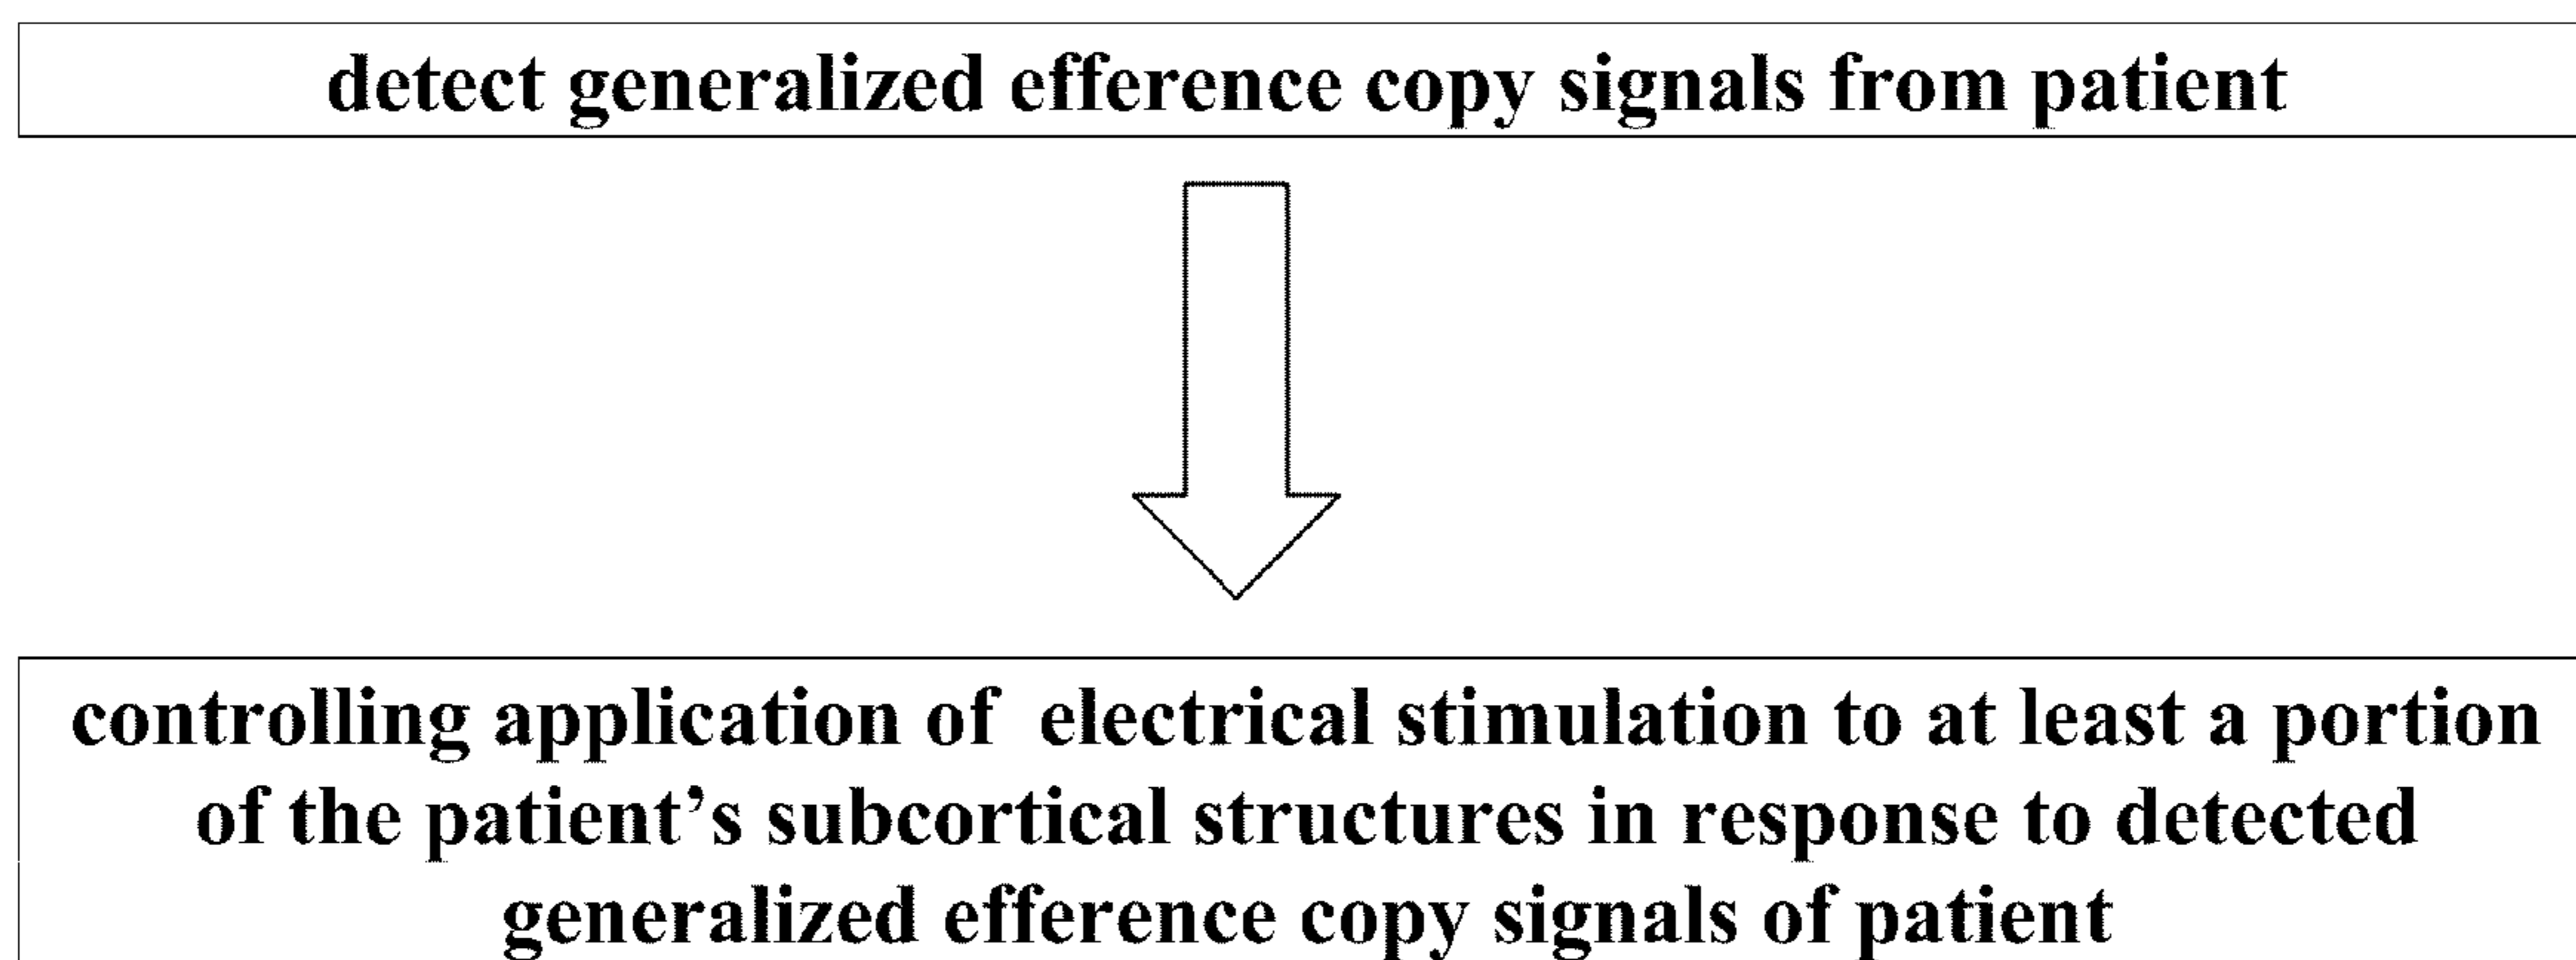 detect generalized efference copy signals from patient
controlling application of electrical stimulation to at least a portion
of the patient’s subcortical structures in response to detected
generalized efference copy signals of patient